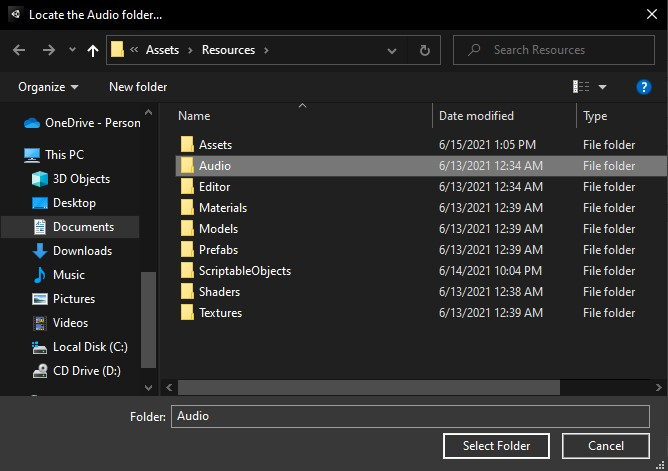 Locate the Audio folder...
« Assets › Resources ›
Search Resources
Organize
New folder
?
Name Date modified Type
OneDrive - Person
This PC
3D Objects
Desktop
Documents
Downloads
Music
Pictures
Videos
Local Disk (C:)
CD Drive (D:)
Assets 6/15/2021 1:05 PM File folder
Audio 6/13/2021 12:34 AM File folder
Editor 6/13/2021 12:34 AM File folder
Materials 6/13/2021 12:39 AM File folder
Models 6/13/2021 12:39 AM File folder
Prefabs 6/13/2021 12:39 AM File folder
ScriptableObjects 6/14/2021 10:04 PM File folder
Shaders 6/13/2021 12:38 AM File folder
Textures 6/13/2021 12:39 AM File folder
Folder: Audio
Select Folder Cancel